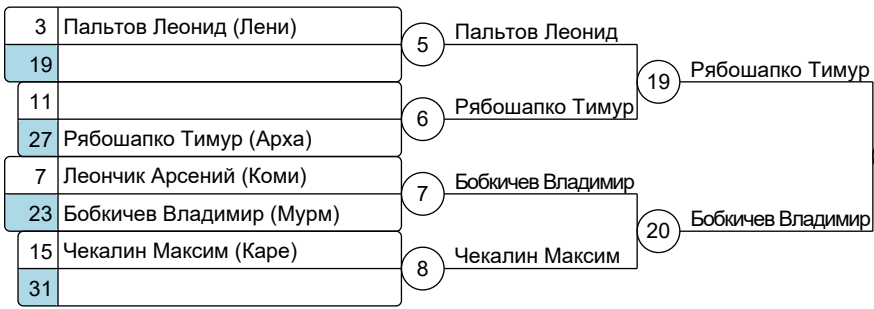 3 Пальтов Леонид (Лени)
19
11
27 Рябошапко Тимур (Арха)
7 Леончик Арсений (Коми)
23 Бобкичев Владимир (Мурм)
15 Чекалин Максим (Каре)
31
5 Пальтов Леонид
6 Рябошапко Тимур
7 Бобкичев Владимир
8 Чекалин Максим
19 Рябошапко Тимур
20 Бобкичев Владимир